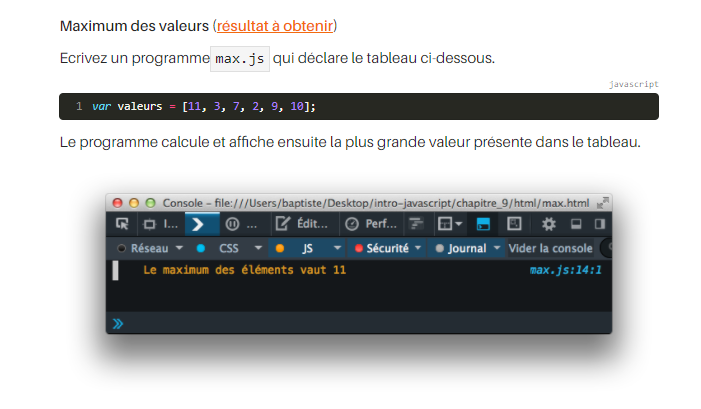 Maximum des valeurs (résultat à obtenir)
Ecrivez un programme max.js qui déclare le tableau ci-dessous.
javascript
1 var valeurs = [11, 3, 7, 2, 9, 10];
Le programme calcule et affiche ensuite la plus grande valeur présente dans le tableau.
Console – file:///Users/baptiste/Desktop/intro-javascript/chapitre_9/html/max.html
I... ... Édit... Perf...
Réseau CSS JS Sécurité Journal Vider la console
Le maximum des éléments vaut 11 max.js:14:1
»